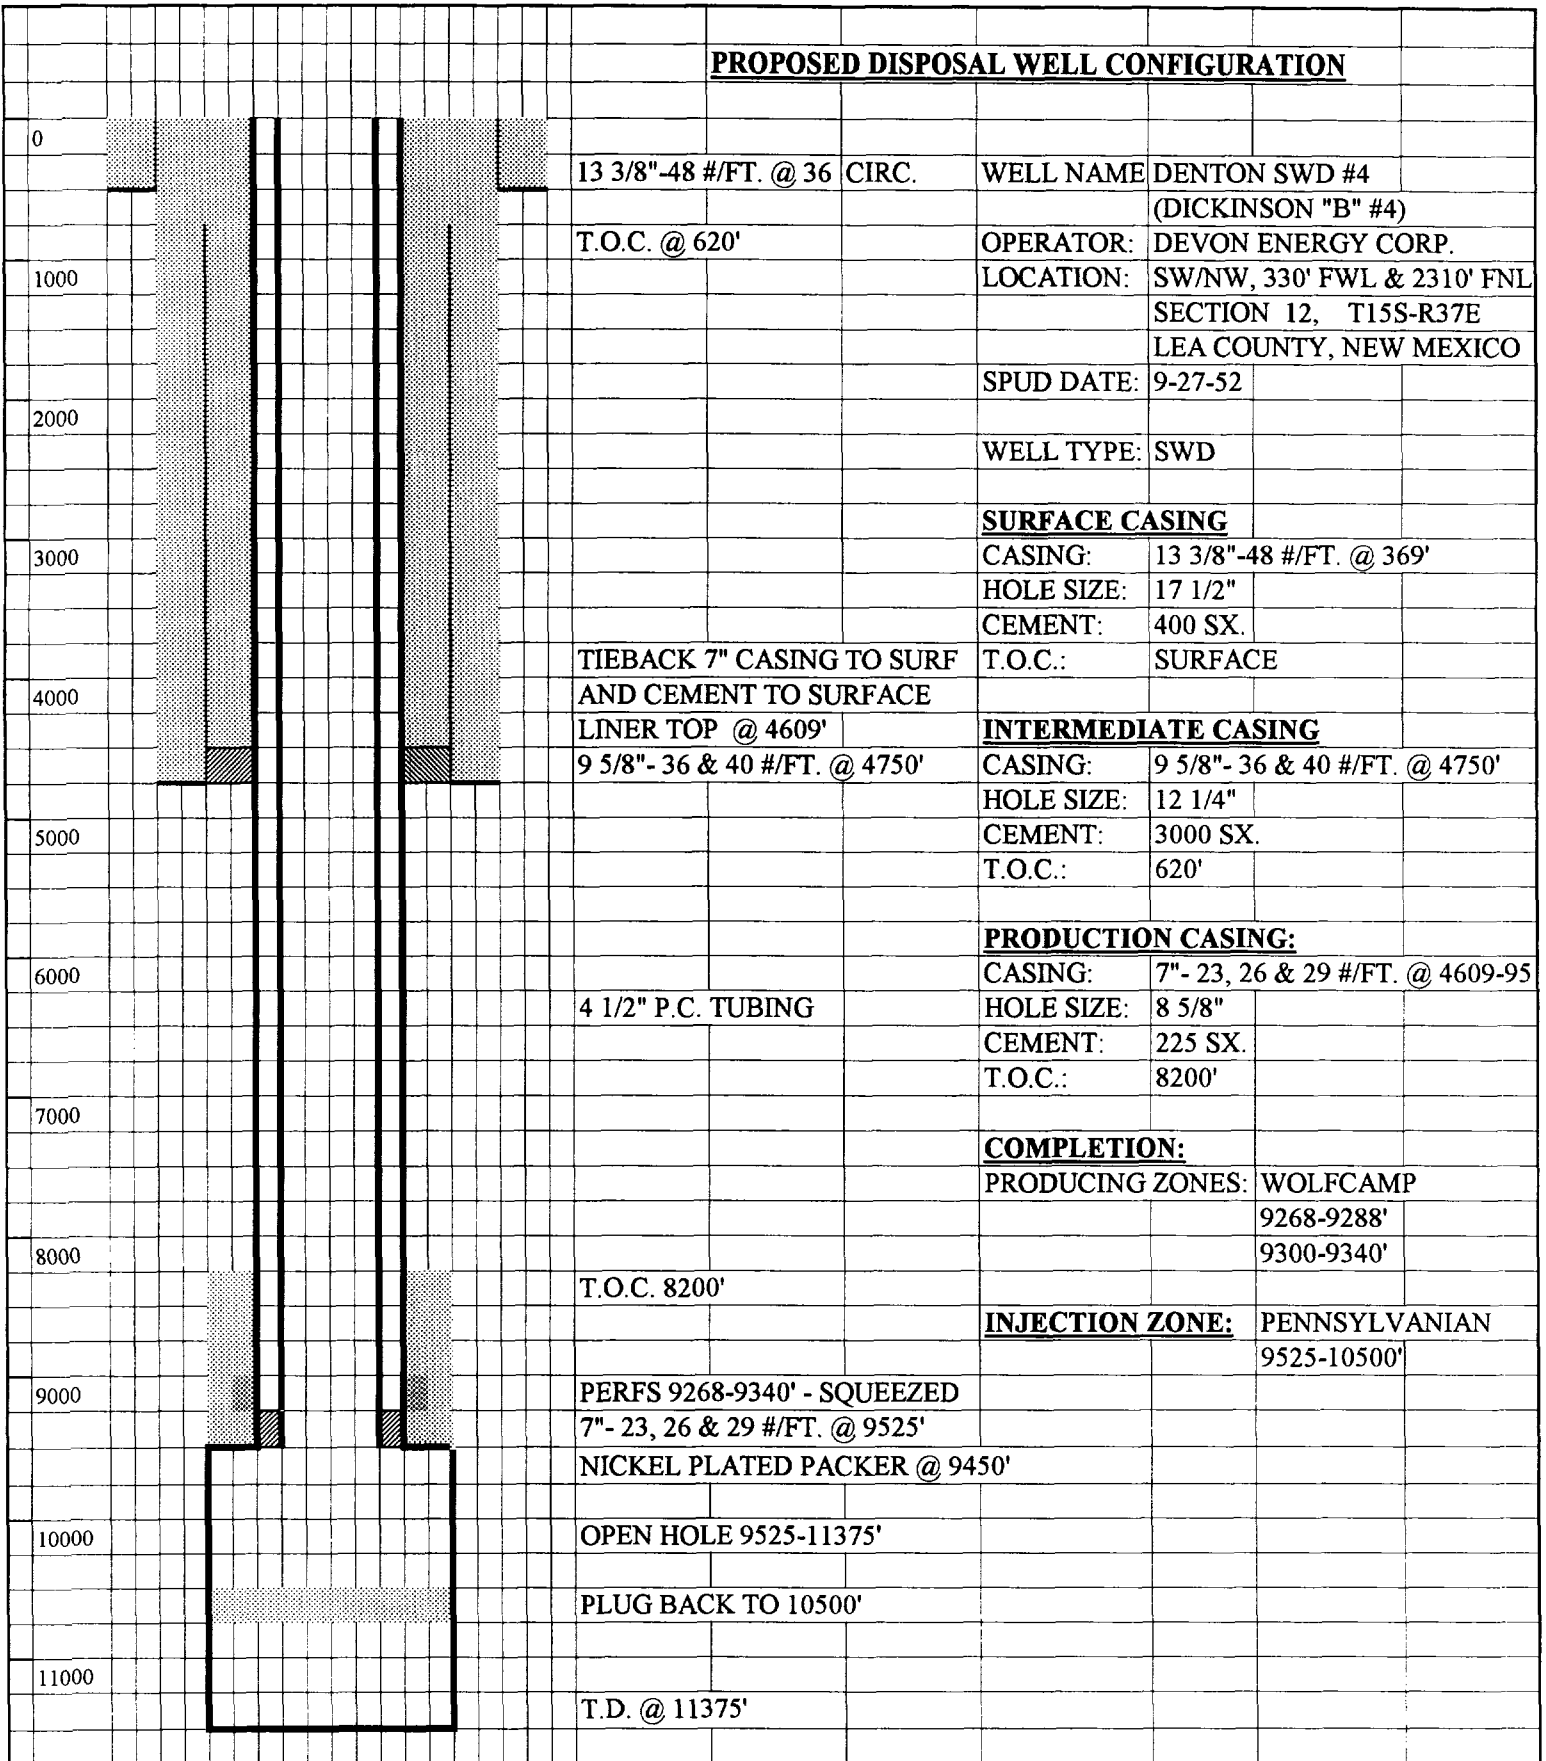 PROPOSED DISPOSAL WELL CONFIGURATION
0
13 3/8"-48 #/FT. @ 36 CIRC. WELL NAME DENTON SWD #4
(DICKINSON "B" #4)
T.O.C. @ 620' OPERATOR: DEVON ENERGY CORP.
1000 LOCATION: SW/NW, 330' FWL & 2310' FNL
SECTION 12, T15S-R37E
LEA COUNTY, NEW MEXICO
SPUD DATE: 9-27-52
2000
WELL TYPE: SWD
SURFACE CASING
3000 CASING: 13 3/8"-48 #/FT. @ 369'
HOLE SIZE: 17 1/2"
CEMENT: 400 SX.
TIEBACK 7" CASING TO SURF T.O.C.: SURFACE
4000 AND CEMENT TO SURFACE
LINER TOP @ 4609' INTERMEDIATE CASING
9 5/8"- 36 & 40 #/FT. @ 4750' CASING: 9 5/8"- 36 & 40 #/FT. @ 4750'
HOLE SIZE: 12 1/4"
5000 CEMENT: 3000 SX.
T.O.C.: 620'
PRODUCTION CASING:
6000 CASING: 7"- 23, 26 & 29 #/FT. @ 4609-95
4 1/2" P.C. TUBING HOLE SIZE: 8 5/8"
CEMENT: 225 SX.
T.O.C.: 8200'
7000
COMPLETION:
PRODUCING ZONES: WOLFCAMP
9268-9288'
8000 9300-9340'
T.O.C. 8200'
INJECTION ZONE: PENNSYLVANIAN
9525-10500'
9000 PERFS 9268-9340' - SQUEEZED
7"- 23, 26 & 29 #/FT. @ 9525'
NICKEL PLATED PACKER @ 9450'
10000 OPEN HOLE 9525-11375'
PLUG BACK TO 10500'
11000
T.D. @ 11375'